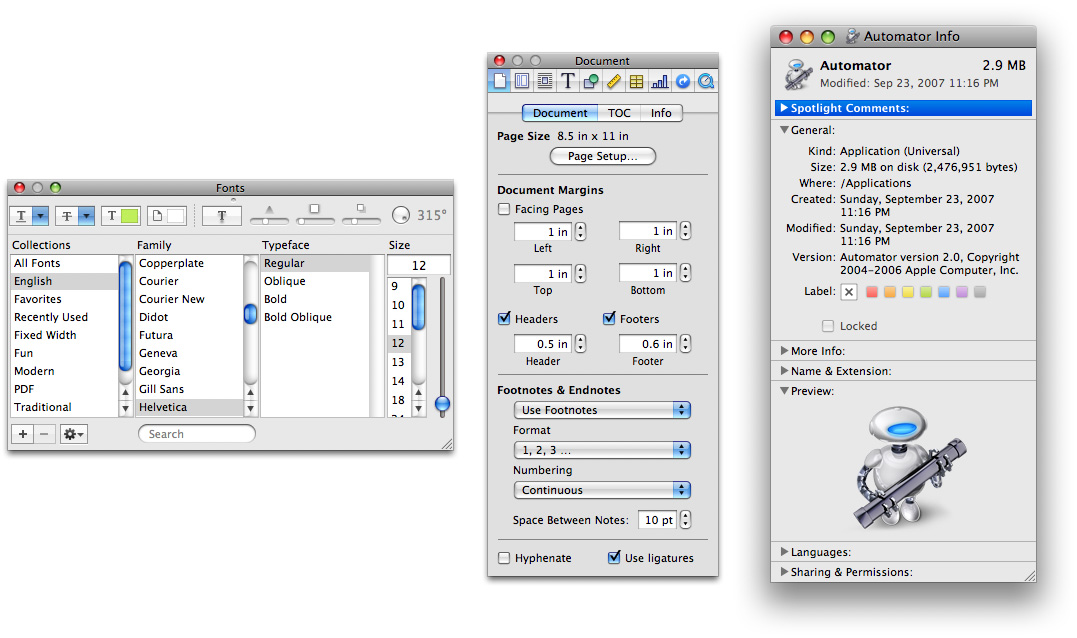 Fonts
T T T T 315°
Collections Family Typeface Size
All Fonts
English
Favorites
Recently Used
Fixed Width
Fun
Modern
PDF
Traditional
Copperplate
Courier
Courier New
Didot
Futura
Geneva
Georgia
Gill Sans
Helvetica
Regular
Oblique
Bold
Bold Oblique
12
9
10
11
12
13
14
18
Search
Document
T
Document TOC Info
Page Size 8.5 in x 11 in
Page Setup...
Document Margins
Facing Pages
1 in 1 in
Left Right
1 in 1 in
Top Bottom
Headers Footers
0.5 in 0.6 in
Header Footer
Footnotes & Endnotes
Use Footnotes
Format
1, 2, 3 ...
Numbering
Continuous
Space Between Notes: 10 pt
Hyphenate Use ligatures
Automator Info
Automator 2.9 MB
Modified: Sep 23, 2007 11:16 PM
Spotlight Comments:
General:
Kind: Application (Universal)
Size: 2.9 MB on disk (2,476,951 bytes)
Where: /Applications
Created: Sunday, September 23, 2007
11:16 PM
Modified: Sunday, September 23, 2007
11:16 PM
Version: Automator version 2.0, Copyright
2004–2006 Apple Computer, Inc.
Label:
Locked
More Info:
Name & Extension:
Preview:
Languages:
Sharing & Permissions: